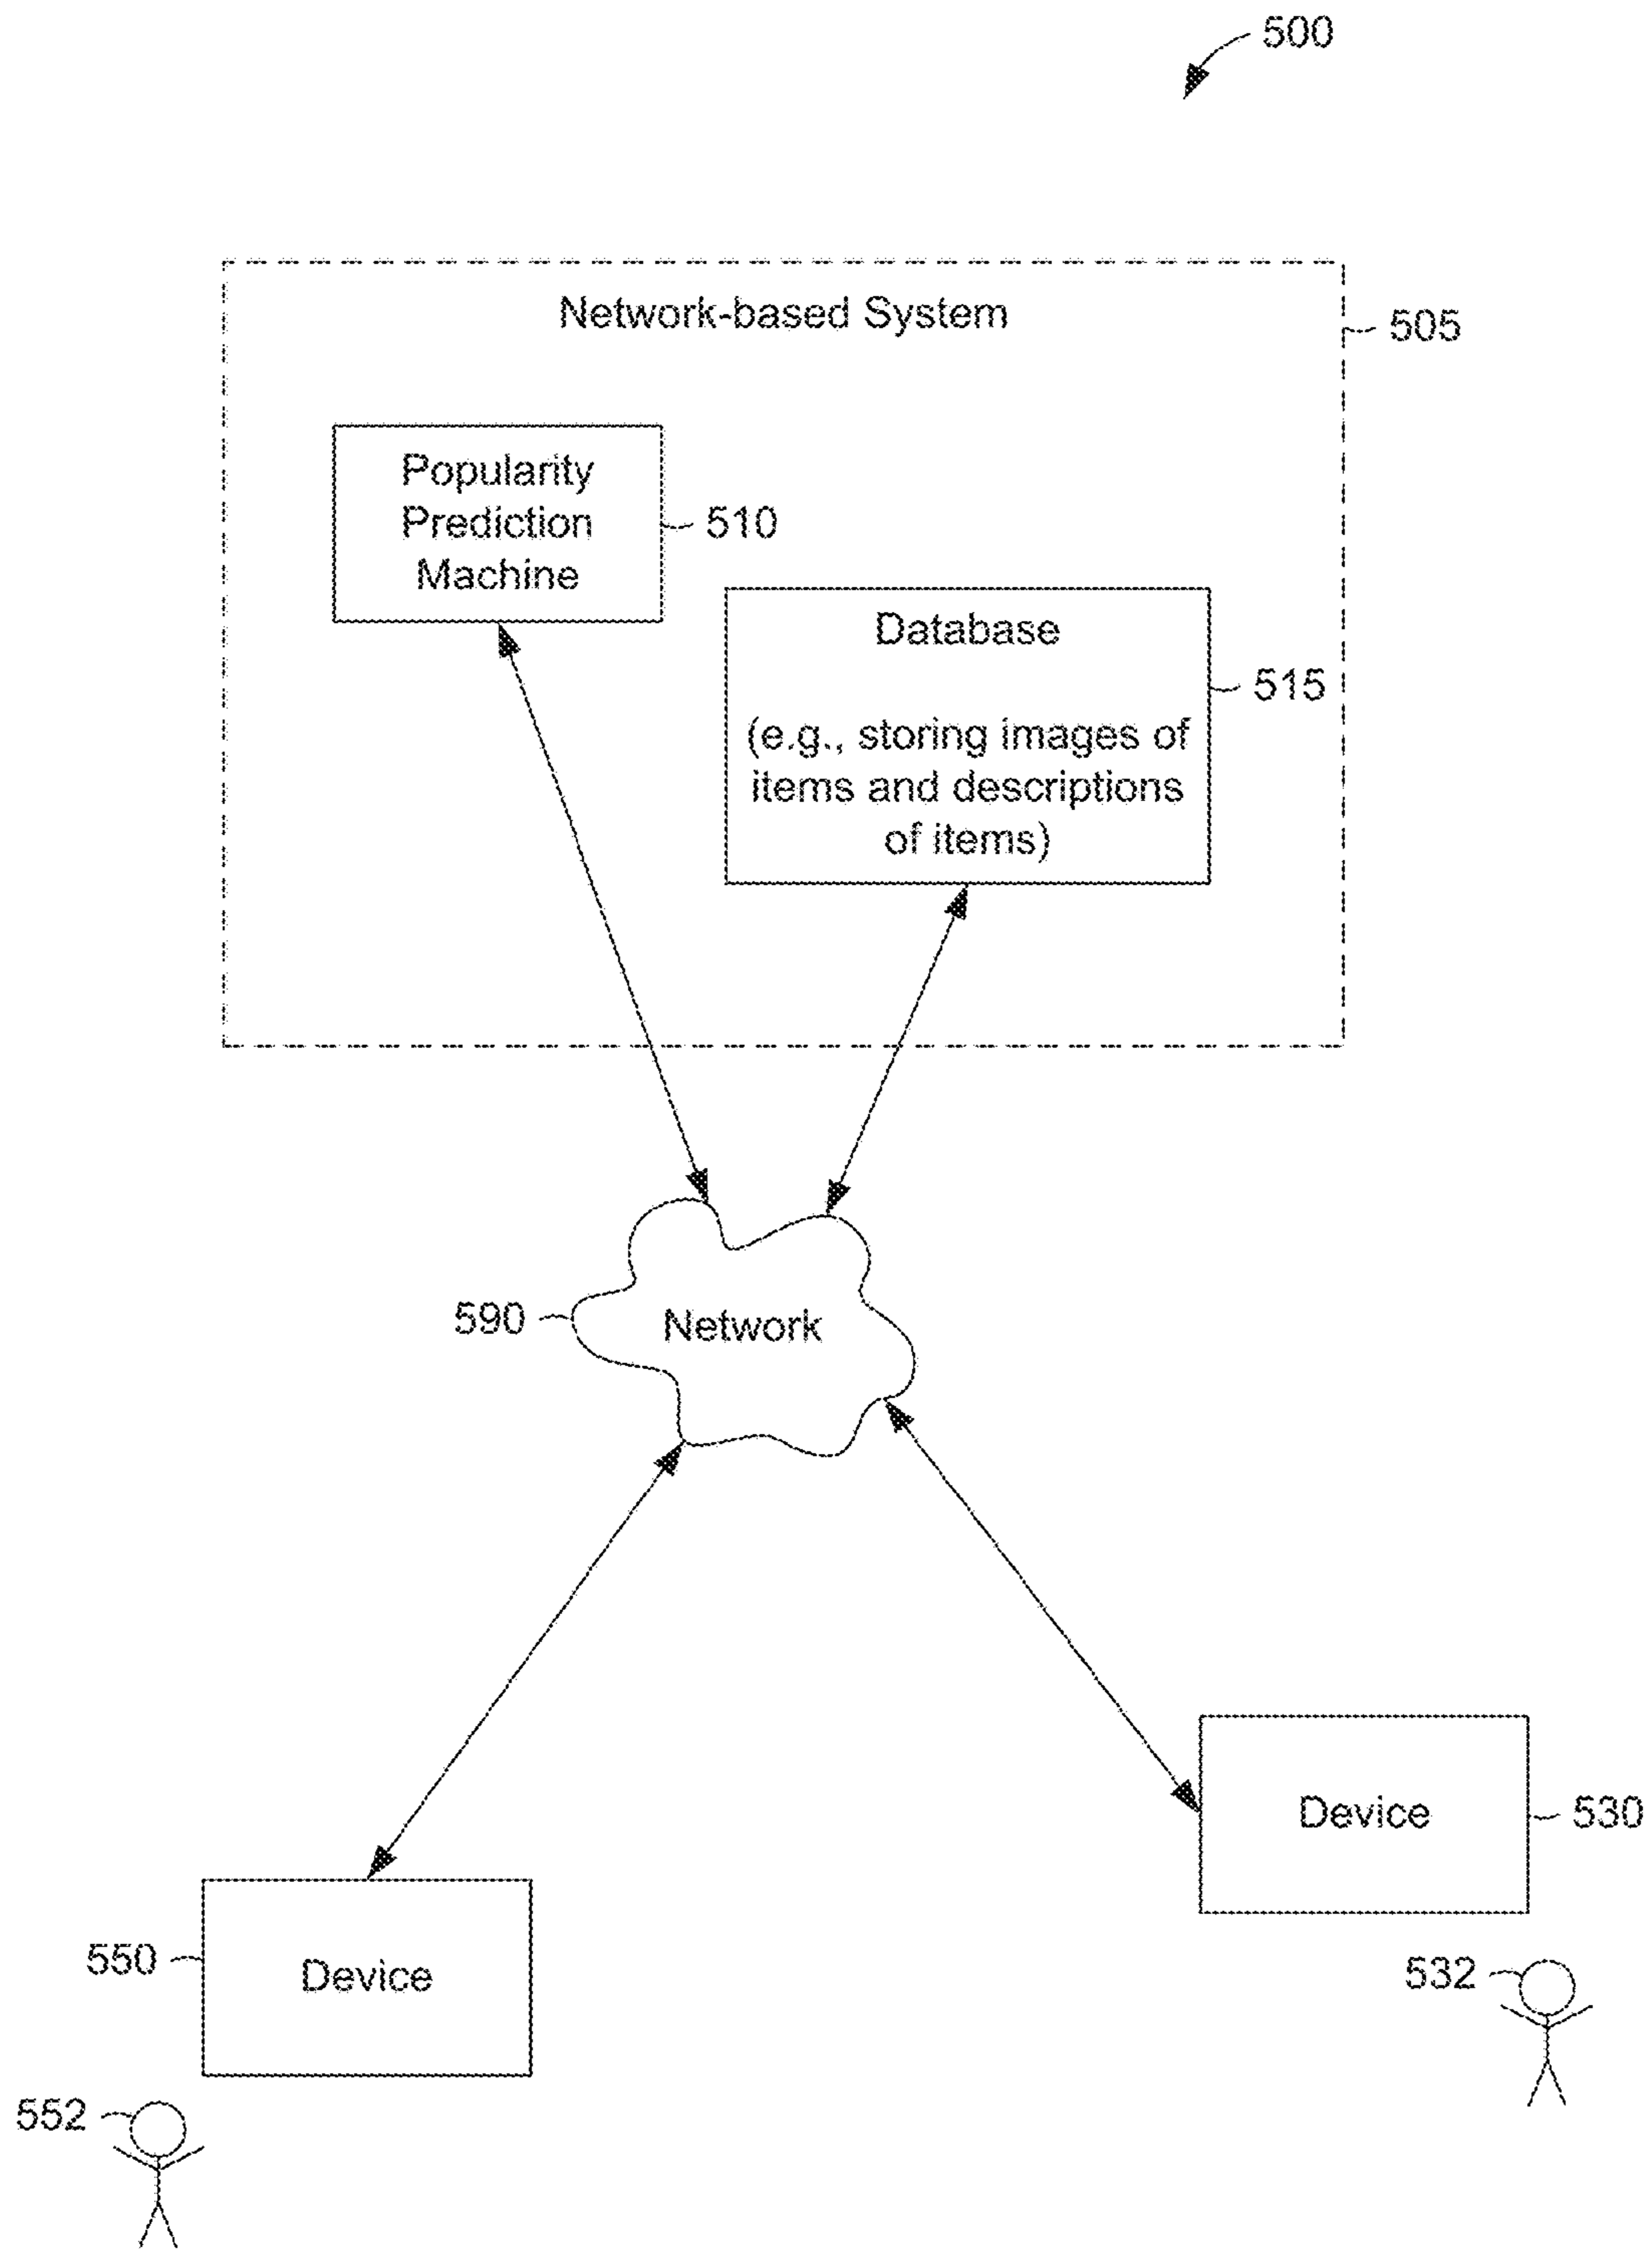 500
Network-based System
505
Popularity
Prediction
Machine
510
Database
515
(e.g., storing images of
items and descriptions
of items)
590
Network
Device
530
550
Device
532
552